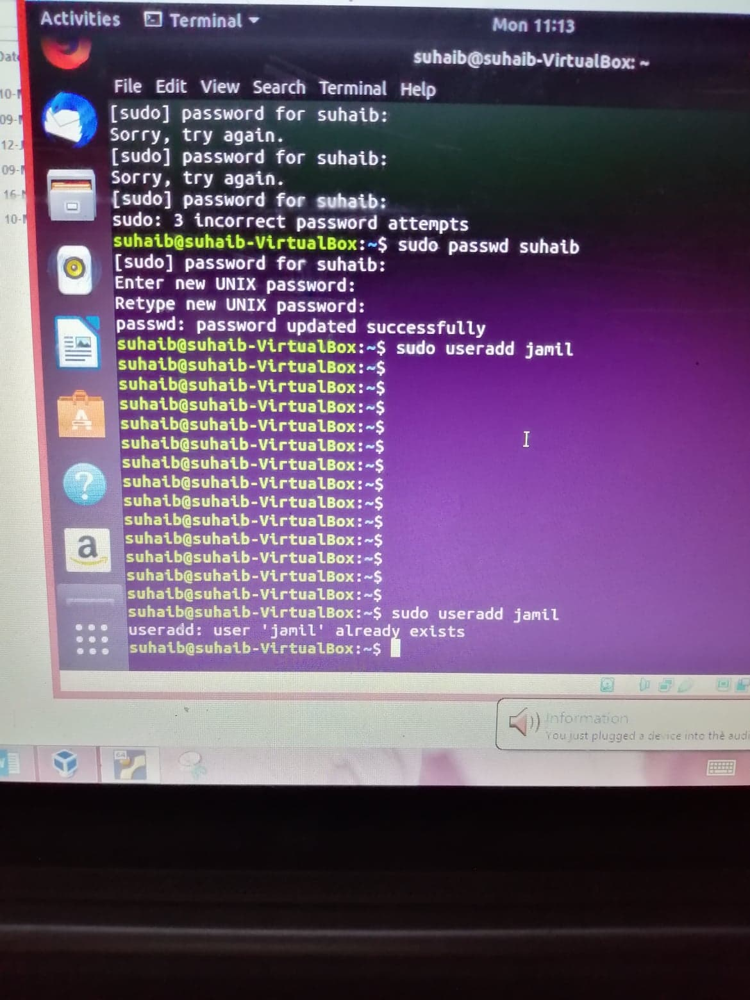 Activities Terminal Mon 11:13
suhaib@suhaib-VirtualBox: ~
File Edit View Search Terminal Help
[sudo] password for suhaib:
Sorry, try again.
[sudo] password for suhaib:
Sorry, try again.
[sudo] password for suhaib:
sudo: 3 incorrect password attempts
suhaib@suhaib-VirtualBox:~$ sudo passwd suhaib
[sudo] password for suhaib:
Enter new UNIX password:
Retype new UNIX password:
passwd: password updated successfully
suhaib@suhaib-VirtualBox:~$ sudo useradd jamil
suhaib@suhaib-VirtualBox:~$
suhaib@suhaib-VirtualBox:~$
suhaib@suhaib-VirtualBox:~$
suhaib@suhaib-VirtualBox:~$
suhaib@suhaib-VirtualBox:~$
suhaib@suhaib-VirtualBox:~$
suhaib@suhaib-VirtualBox:~$
suhaib@suhaib-VirtualBox:~$
suhaib@suhaib-VirtualBox:~$
suhaib@suhaib-VirtualBox:~$
suhaib@suhaib-VirtualBox:~$
suhaib@suhaib-VirtualBox:~$
suhaib@suhaib-VirtualBox:~$
suhaib@suhaib-VirtualBox:~$ sudo useradd jamil
useradd: user 'jamil' already exists
suhaib@suhaib-VirtualBox:~$
Information
You just plugged a device into the audi
a
64
10-
09-
12-
09-
16-
10-